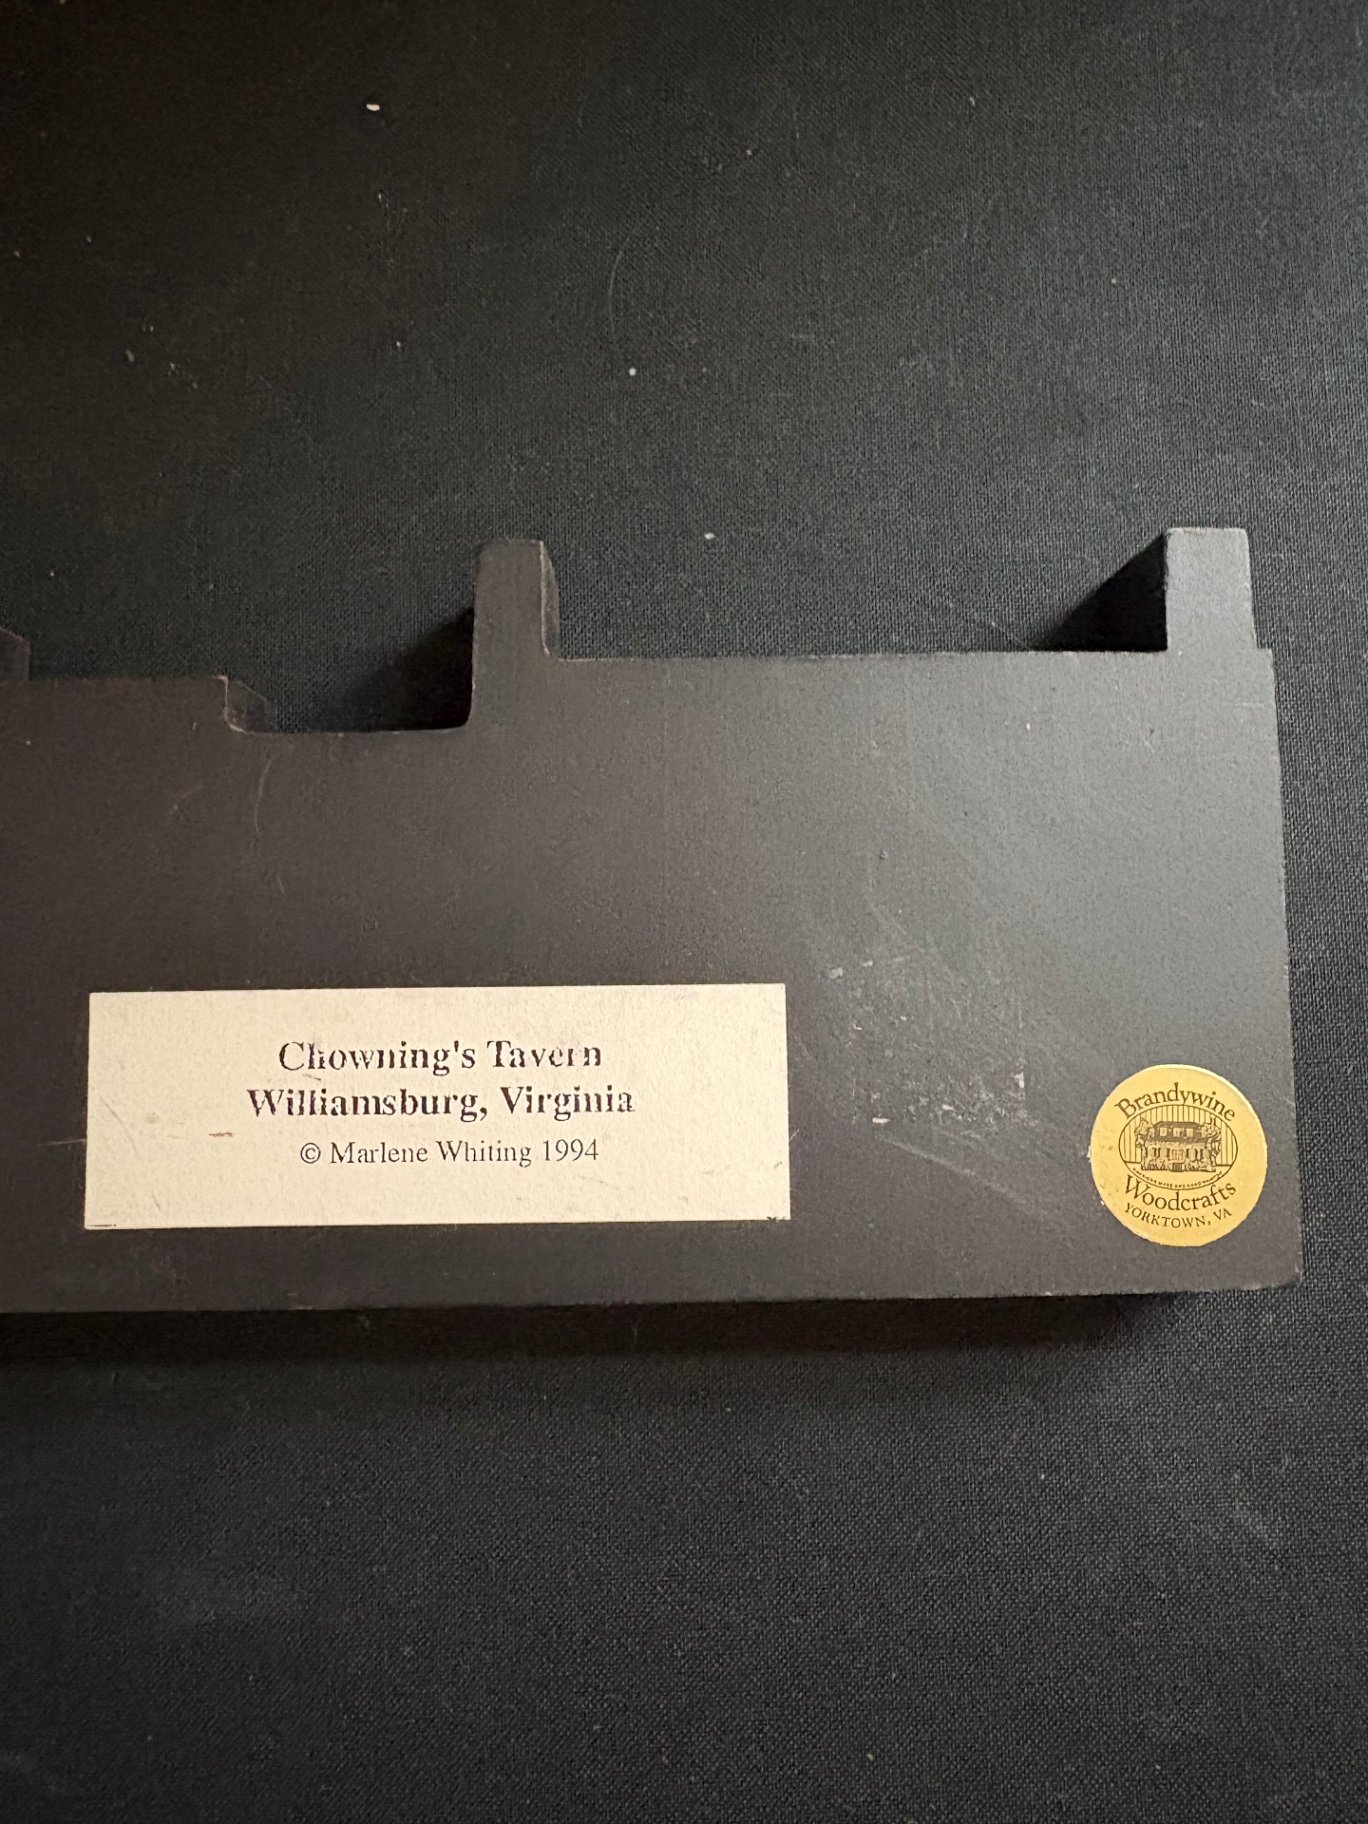 Chowning's Tavern
Williamsburg, Virginia
© Marlene Whiting 1994
Brandywine
Woodcrafts
YORKTOWN, VA